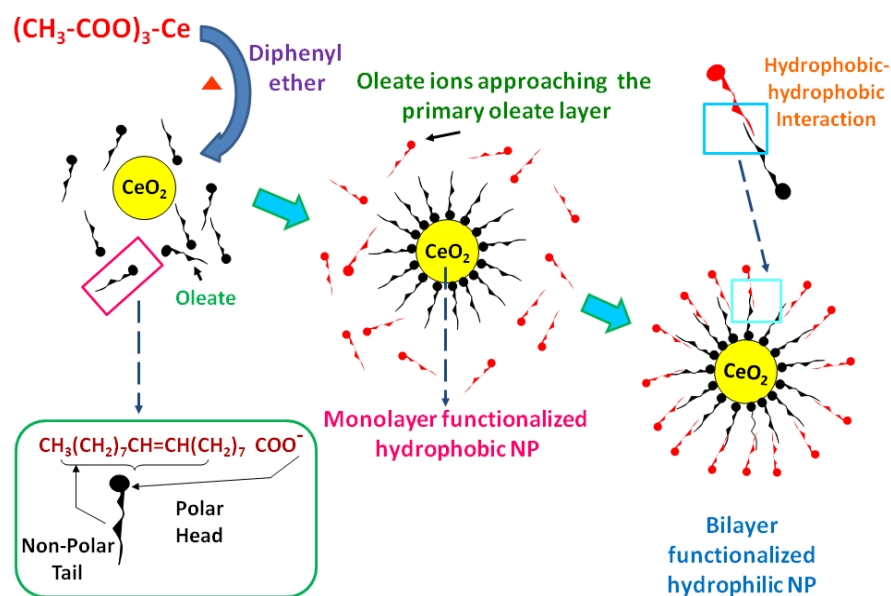 (CH₃-COO)₃-Ce
Diphenyl
ether
CeO₂
Oleate
Oleate ions approaching the
primary oleate layer
CeO₂
Monolayer functionalized
hydrophobic NP
Hydrophobic-
hydrophobic
Interaction
CeO₂
Bilayer
functionalized
hydrophilic NP
CH₃(CH₂)₇CH=CH(CH₂)₇ COO⁻
Polar
Head
Non-Polar
Tail